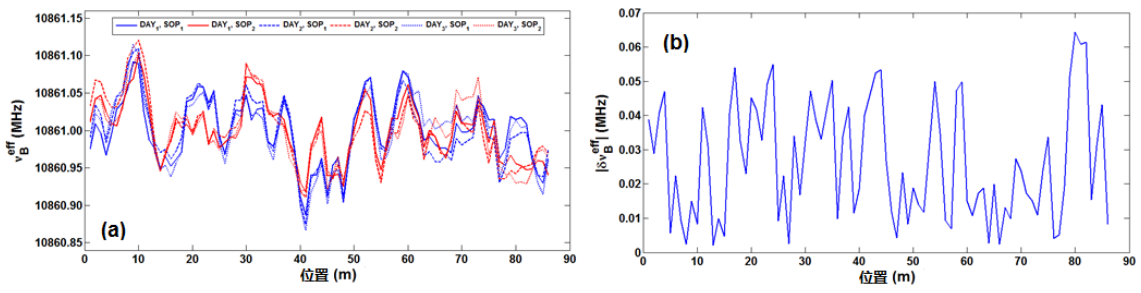 10861.15
10861.10
10861.05
10861.00
10860.95
10860.90
10860.85
ν_B^eff (MHz)
DAY₁, SOP₁ DAY₁, SOP₂ DAY₂, SOP₁ DAY₂, SOP₂ DAY₃, SOP₁ DAY₃, SOP₂
(a)
0 10 20 30 40 50 60 70 80 90
位置 (m)
0.07
0.06
0.05
0.04
0.03
0.02
0.01
0
|δν_B^eff| (MHz)
(b)
0 10 20 30 40 50 60 70 80 90
位置 (m)